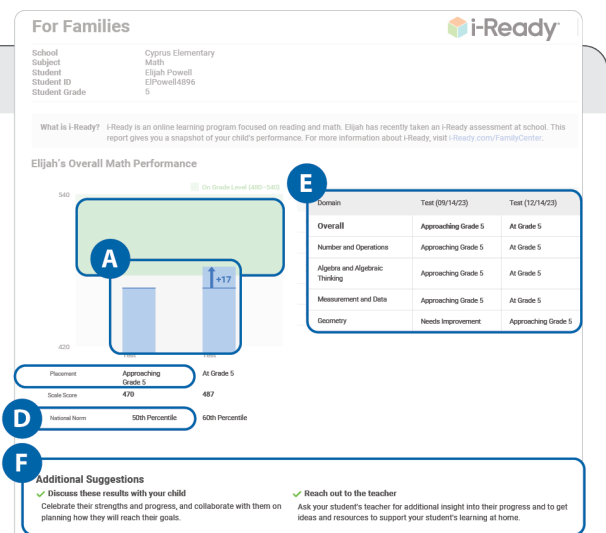 For Families
i-Ready
School Cyprus Elementary
Subject Math
Student Elijah Powell
Student ID ElPowell4896
Student Grade 5
What is i-Ready? i-Ready is an online learning program focused on reading and math. Elijah has recently taken an i-Ready assessment at school. This
report gives you a snapshot of your child's performance. For more information about i-Ready, visit i-Ready.com/FamilyCenter.
Elijah's Overall Math Performance
On Grade Level (480–540)
540
A
+17
420
Test Test
Placement Approaching Grade 5 At Grade 5
Scale Score 470 487
D
National Norm 50th Percentile 60th Percentile
E
Domain Test (09/14/23) Test (12/14/23)
Overall Approaching Grade 5 At Grade 5
Number and Operations Approaching Grade 5 At Grade 5
Algebra and Algebraic Thinking Approaching Grade 5 At Grade 5
Measurement and Data Approaching Grade 5 At Grade 5
Geometry Needs Improvement Approaching Grade 5
F
Additional Suggestions
Discuss these results with your child
Celebrate their strengths and progress, and collaborate with them on
planning how they will reach their goals.
Reach out to the teacher
Ask your student's teacher for additional insight into their progress and to get
ideas and resources to support your student's learning at home.